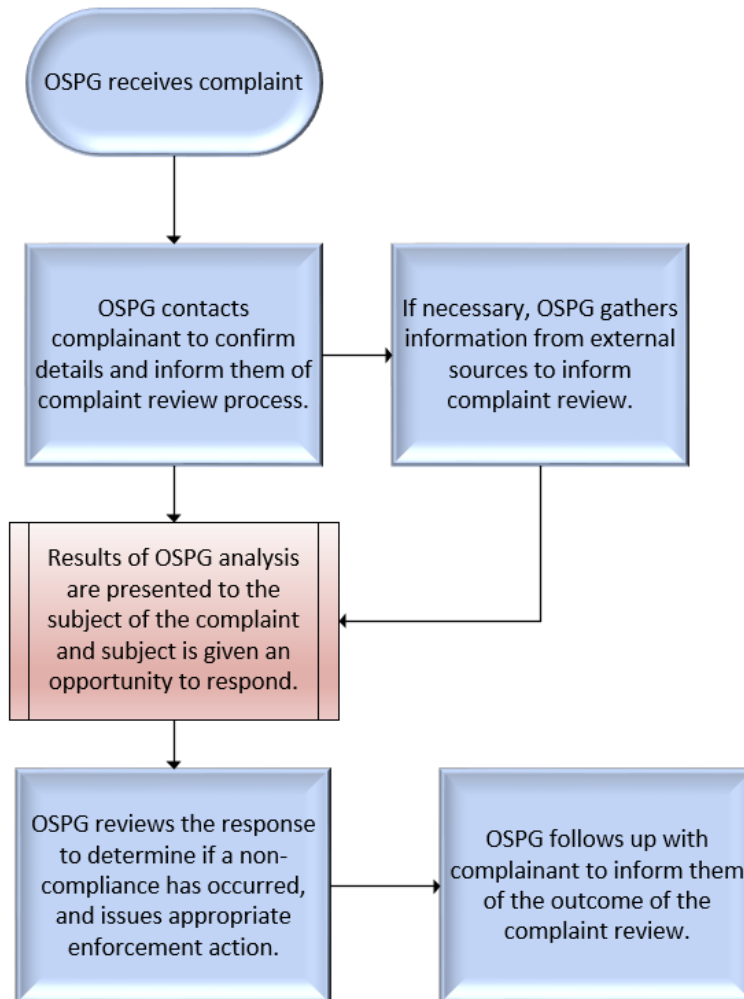 OSPG receives complaint
OSPG contacts
complainant to confirm
details and inform them of
complaint review process.
If necessary, OSPG gathers
information from external
sources to inform
complaint review.
Results of OSPG analysis
are presented to the
subject of the complaint
and subject is given an
opportunity to respond.
OSPG reviews the response
to determine if a non-
compliance has occurred,
and issues appropriate
enforcement action.
OSPG follows up with
complainant to inform them
of the outcome of the
complaint review.